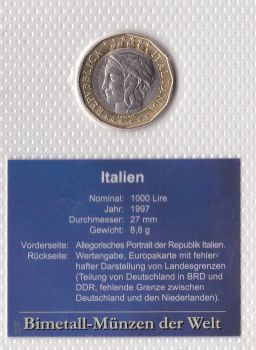 REPVBBLICA ITALIANA
Italien
Nominal: 1000 Lire
Jahr: 1997
Durchmesser: 27 mm
Gewicht: 8,8 g
Vorderseite: Allegorisches Portrait der Republik Italien.
Rückseite: Wertangabe, Europakarte mit fehler-
hafter Darstellung von Landesgrenzen
(Teilung von Deutschland in BRD und
DDR, fehlende Grenze zwischen
Deutschland und den Niederlanden).
Bimetall-Münzen der Welt